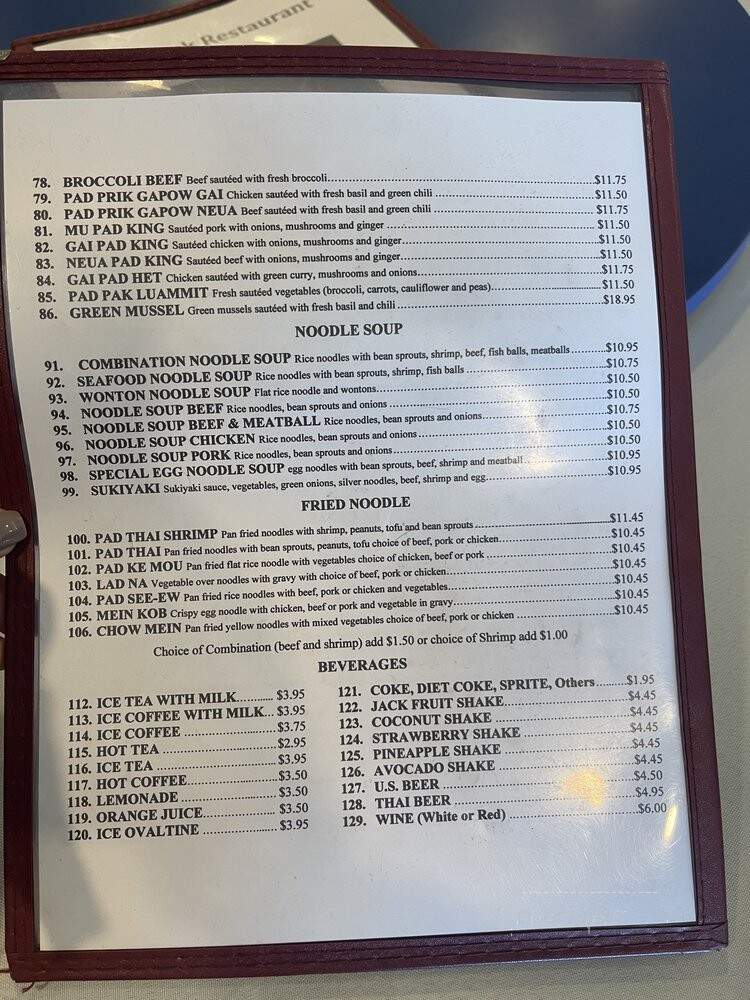 k Restaurant
78. BROCCOLI BEEF Beef sautéed with fresh broccoli....$11.75
79. PAD PRIK GAPOW GAI Chicken sautéed with fresh basil and green chili....$11.50
80. PAD PRIK GAPOW NEUA Beef sautéed with fresh basil and green chili....$11.75
81. MU PAD KING Sautéed pork with onions, mushrooms and ginger....$11.50
82. GAI PAD KING Sautéed chicken with onions, mushrooms and ginger....$11.50
83. NEUA PAD KING Sautéed beef with onions, mushrooms and ginger....$11.50
84. GAI PAD HET Chicken sautéed with green curry, mushrooms and onions....$11.75
85. PAD PAK LUAMMIT Fresh sautéed vegetables (broccoli, carrots, cauliflower and peas)....$11.50
86. GREEN MUSSEL Green mussels sautéed with fresh basil and chili....$18.95
NOODLE SOUP
91. COMBINATION NOODLE SOUP Rice noodles with bean sprouts, shrimp, beef, fish balls, meatballs....$10.95
92. SEAFOOD NOODLE SOUP Rice noodles with bean sprouts, shrimp, fish balls....$10.75
93. WONTON NOODLE SOUP Flat rice noodle and wontons....$10.50
94. NOODLE SOUP BEEF Rice noodles, bean sprouts and onions....$10.50
95. NOODLE SOUP BEEF & MEATBALL Rice noodles, bean sprouts and onions....$10.75
96. NOODLE SOUP CHICKEN Rice noodles, bean sprouts and onions....$10.50
97. NOODLE SOUP PORK Rice noodles, bean sprouts and onions....$10.50
98. SPECIAL EGG NOODLE SOUP egg noodles with bean sprouts, beef, shrimp and meatball....$10.95
99. SUKIYAKI Sukiyaki sauce, vegetables, green onions, silver noodles, beef, shrimp and egg....$10.95
FRIED NOODLE
100. PAD THAI SHRIMP Pan fried noodles with shrimp, peanuts, tofu and bean sprouts....$11.45
101. PAD THAI Pan fried noodles with bean sprouts, peanuts, tofu choice of beef, pork or chicken....$10.45
102. PAD KE MOU Pan fried flat rice noodle with vegetables choice of chicken, beef or pork....$10.45
103. LAD NA Vegetable over noodles with gravy with choice of beef, pork or chicken....$10.45
104. PAD SEE-EW Pan fried rice noodles with beef, pork or chicken and vegetables....$10.45
105. MEIN KOB Crispy egg noodle with chicken, beef or pork and vegetable in gravy....$10.45
106. CHOW MEIN Pan fried yellow noodles with mixed vegetables choice of beef, pork or chicken....$10.45
Choice of Combination (beef and shrimp) add $1.50 or choice of Shrimp add $1.00
BEVERAGES
112. ICE TEA WITH MILK....$3.95
113. ICE COFFEE WITH MILK...$3.95
114. ICE COFFEE....$3.75
115. HOT TEA....$2.95
116. ICE TEA....$3.95
117. HOT COFFEE....$3.50
118. LEMONADE....$3.50
119. ORANGE JUICE....$3.50
120. ICE OVALTINE....$3.95
121. COKE, DIET COKE, SPRITE, Others....$1.95
122. JACK FRUIT SHAKE....$4.45
123. COCONUT SHAKE....$4.45
124. STRAWBERRY SHAKE....$4.45
125. PINEAPPLE SHAKE....$4.45
126. AVOCADO SHAKE....$4.45
127. U.S. BEER....$4.50
128. THAI BEER....$4.95
129. WINE (White or Red)....$6.00